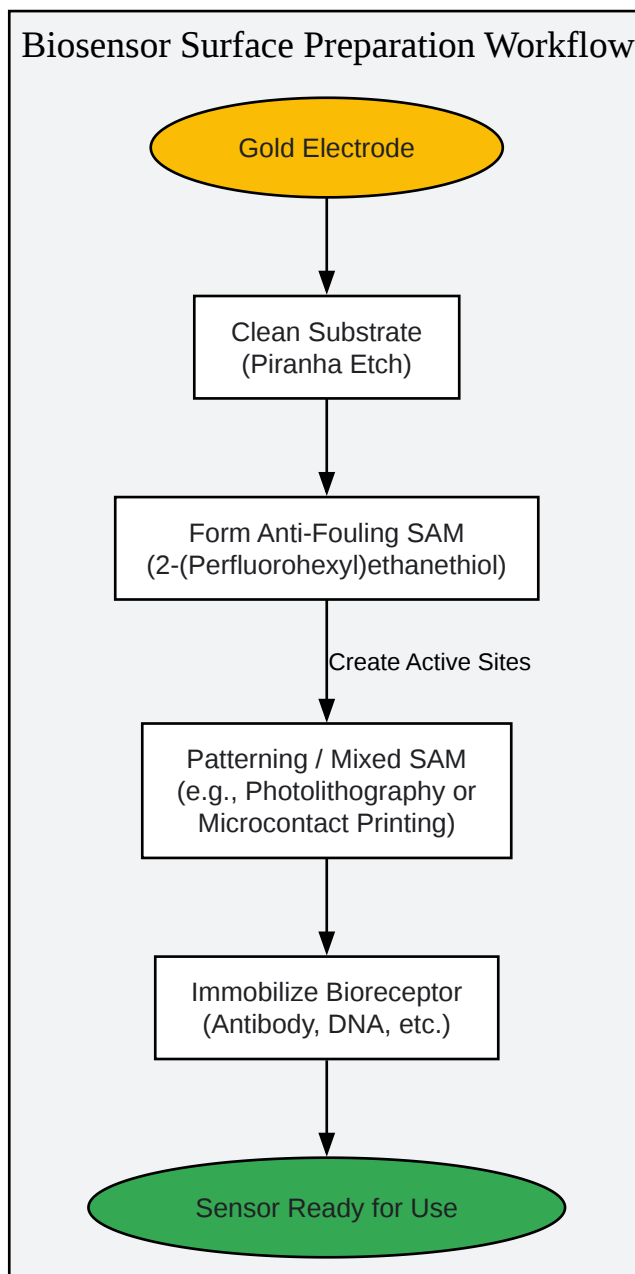 Biosensor Surface Preparation Workflow
Gold Electrode
Clean Substrate
(Piranha Etch)
Form Anti-Fouling SAM
(2-(Perfluorohexyl)ethanethiol)
Create Active Sites
Patterning / Mixed SAM
(e.g., Photolithography or
Microcontact Printing)
Immobilize Bioreceptor
(Antibody, DNA, etc.)
Sensor Ready for Use